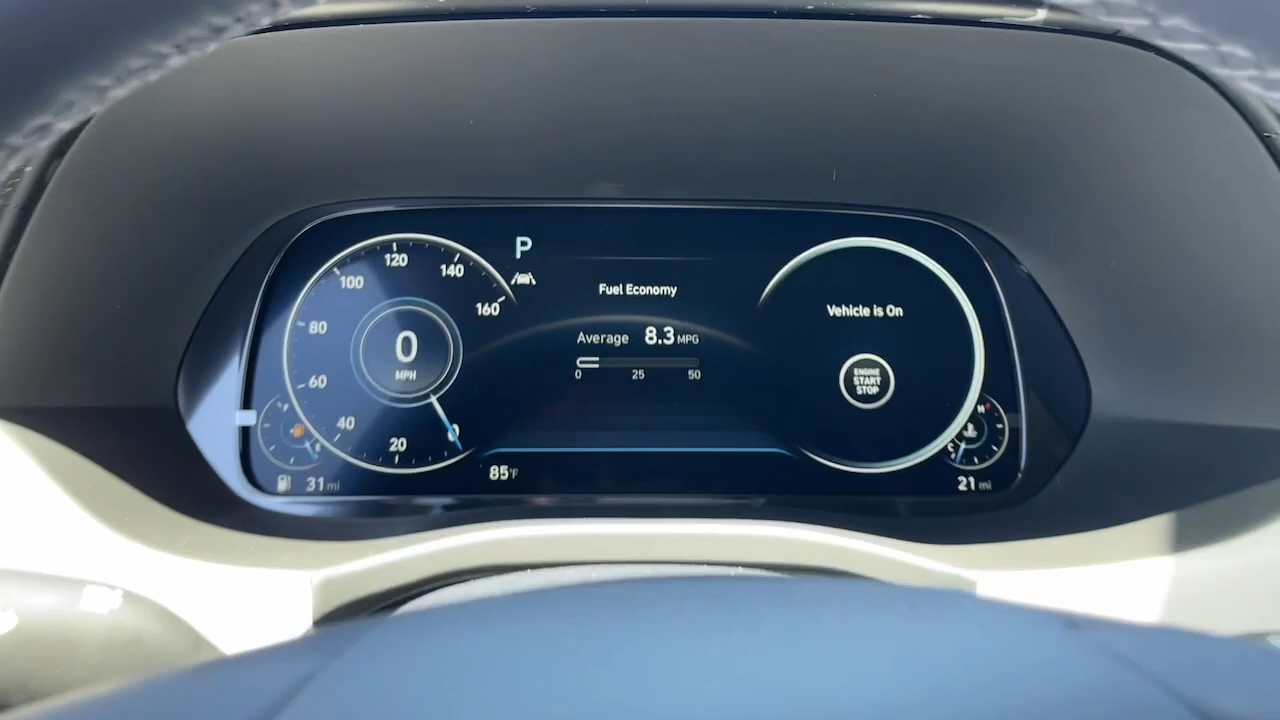 P
120
100
140
160
80
60
40
20
0
MPH
Fuel Economy
Average 8.3 MPG
0 25 50
Vehicle is On
ENGINE
START
STOP
85°F
31 mi
21 mi
H
C